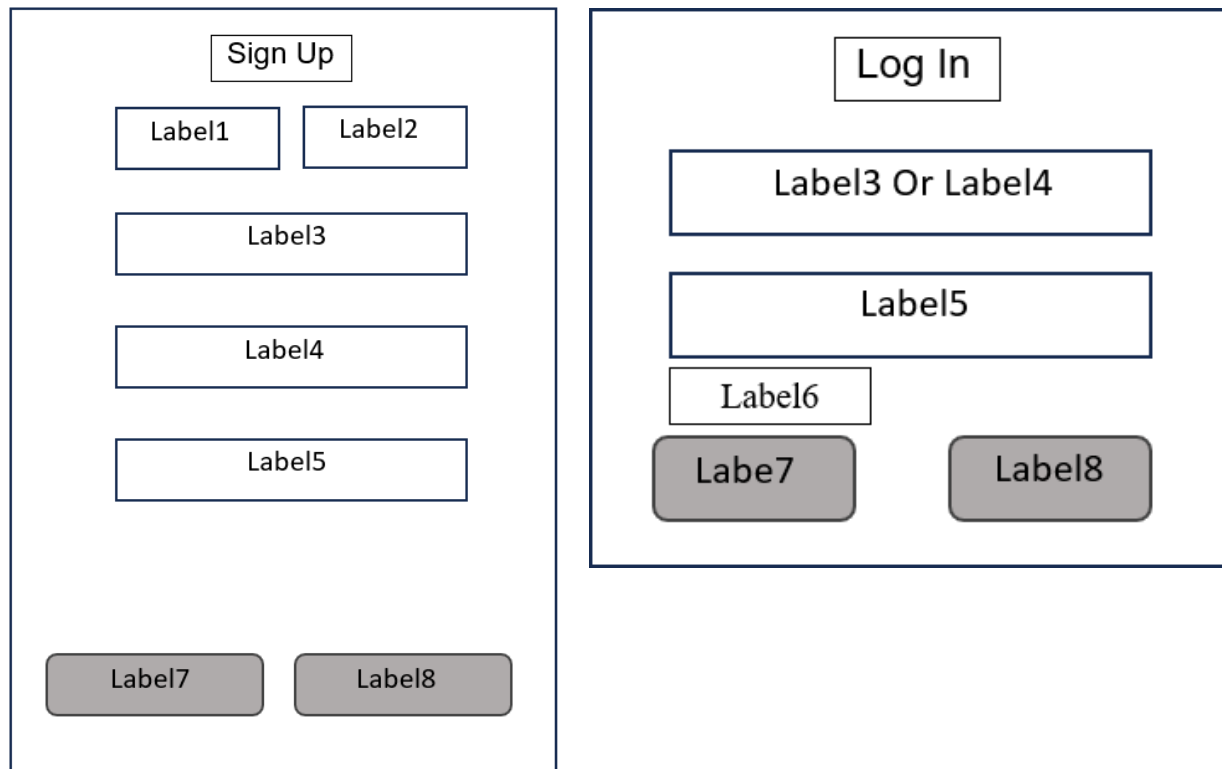 Sign Up
Label1 Label2
Label3
Label4
Label5
Label7 Label8
Log In
Label3 Or Label4
Label5
Label6
Labe7 Label8